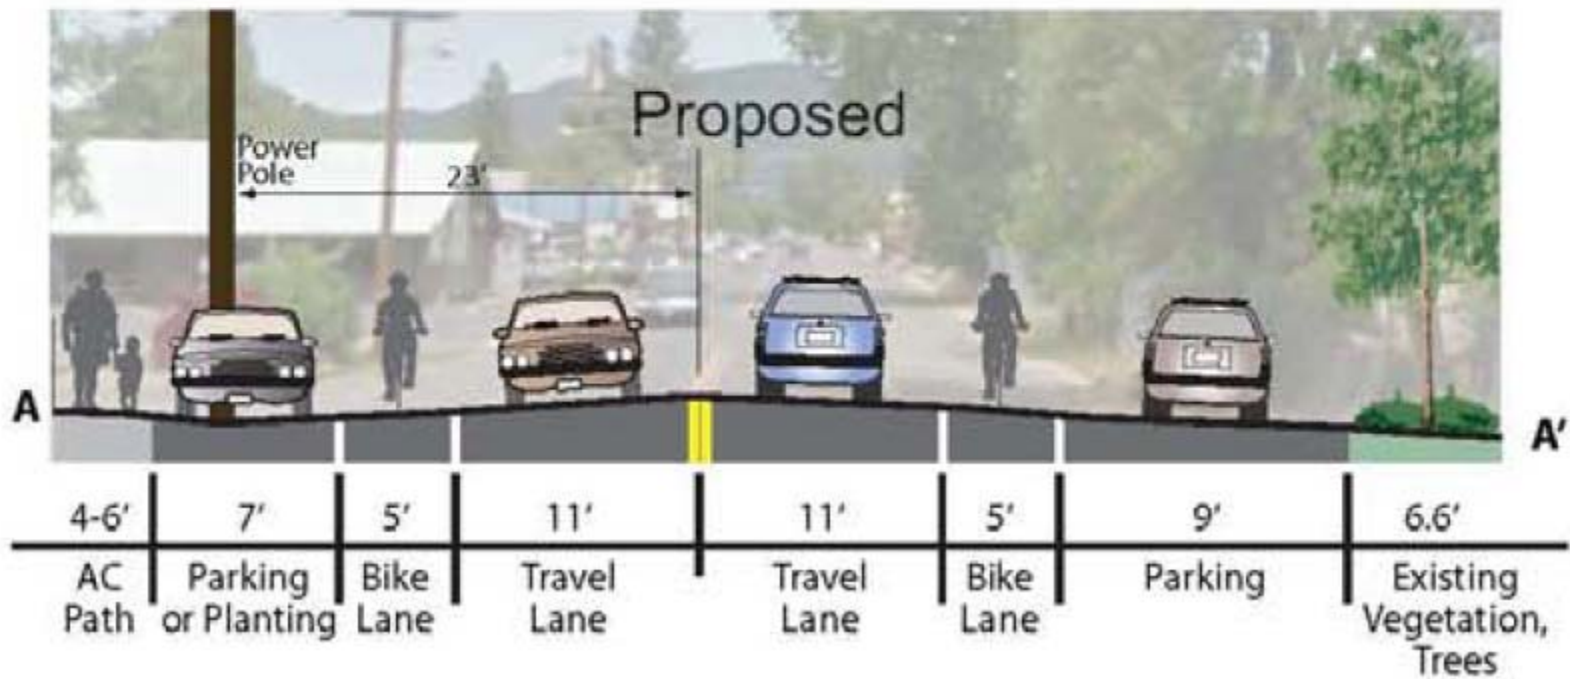 Proposed
Power
Pole
23'
A
A'
4-6' 7' 5' 11' 11' 5' 9' 6.6'
AC Parking Bike Travel Travel Bike Parking Existing
Path or Planting Lane Lane Lane Lane Vegetation,
Trees